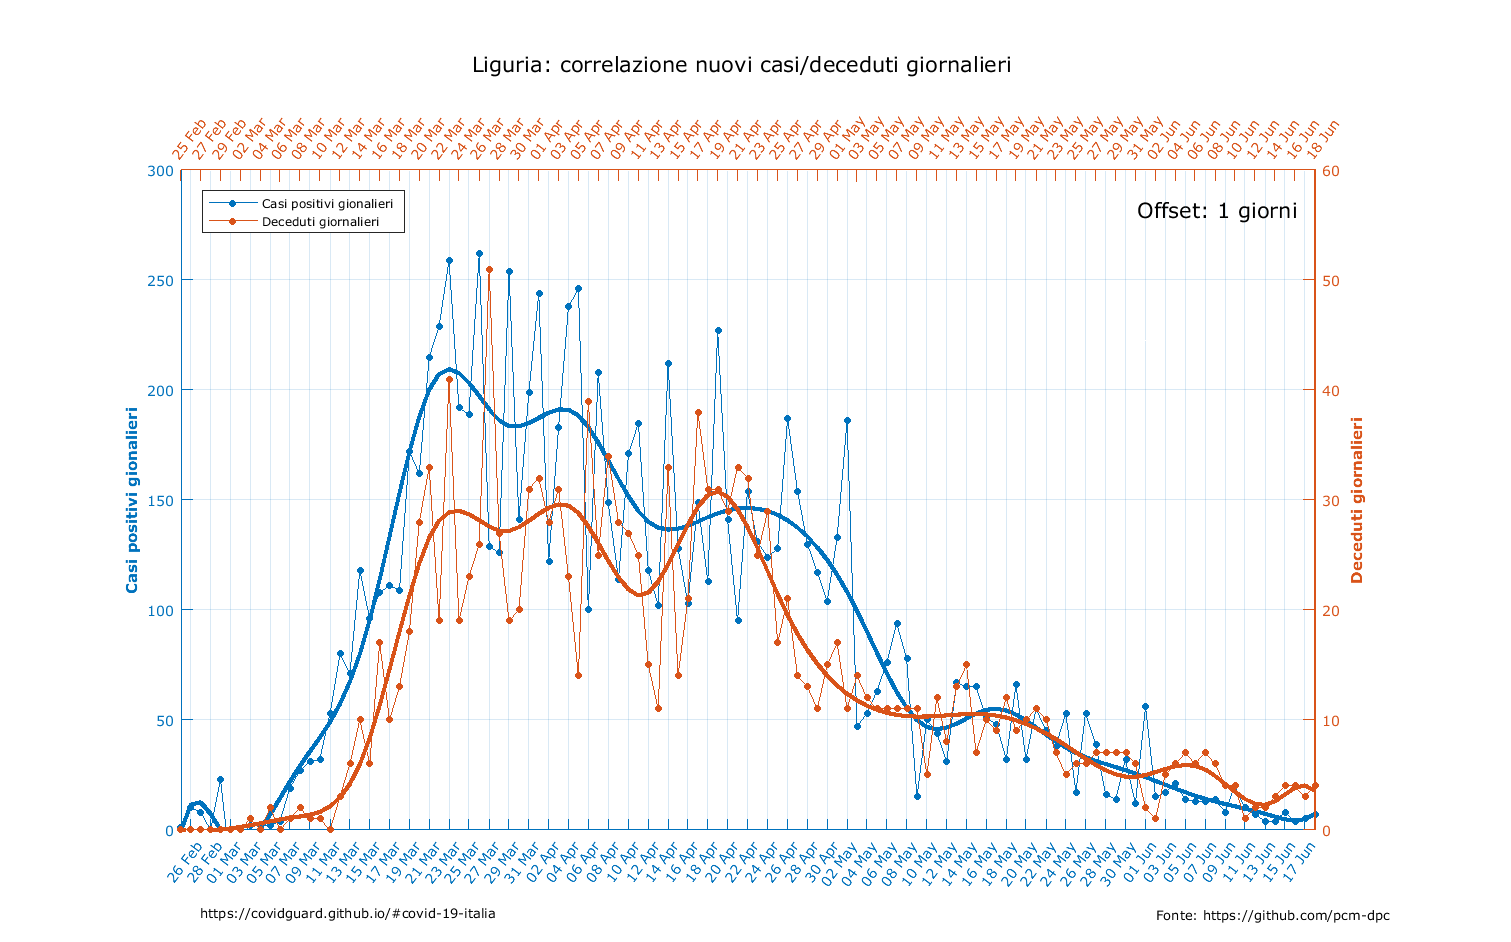 Liguria: correlazione nuovi casi/deceduti giornalieri
25 Feb 27 Feb 29 Feb 02 Mar 04 Mar 06 Mar 08 Mar 10 Mar 12 Mar 14 Mar 16 Mar 18 Mar 20 Mar 22 Mar 24 Mar 26 Mar 28 Mar 30 Mar 01 Apr 03 Apr 05 Apr 07 Apr 09 Apr 11 Apr 13 Apr 15 Apr 17 Apr 19 Apr 21 Apr 23 Apr 25 Apr 27 Apr 29 Apr 01 May 03 May 05 May 07 May 09 May 11 May 13 May 15 May 17 May 19 May 21 May 23 May 25 May 27 May 29 May 31 May 02 Jun 04 Jun 06 Jun 08 Jun 10 Jun 12 Jun 14 Jun 16 Jun 18 Jun
300 60
Casi positivi gionalieri
Deceduti giornalieri
Offset: 1 giorni
250 50
200 40
150 30
100 20
50 10
0 0
Casi positivi gionalieri
Deceduti giornalieri
26 Feb 28 Feb 01 Mar 03 Mar 05 Mar 07 Mar 09 Mar 11 Mar 13 Mar 15 Mar 17 Mar 19 Mar 21 Mar 23 Mar 25 Mar 27 Mar 29 Mar 31 Mar 02 Apr 04 Apr 06 Apr 08 Apr 10 Apr 12 Apr 14 Apr 16 Apr 18 Apr 20 Apr 22 Apr 24 Apr 26 Apr 28 Apr 30 Apr 02 May 04 May 06 May 08 May 10 May 12 May 14 May 16 May 18 May 20 May 22 May 24 May 26 May 28 May 30 May 01 Jun 03 Jun 05 Jun 07 Jun 09 Jun 11 Jun 13 Jun 15 Jun 17 Jun
https://covidguard.github.io/#covid-19-italia
Fonte: https://github.com/pcm-dpc